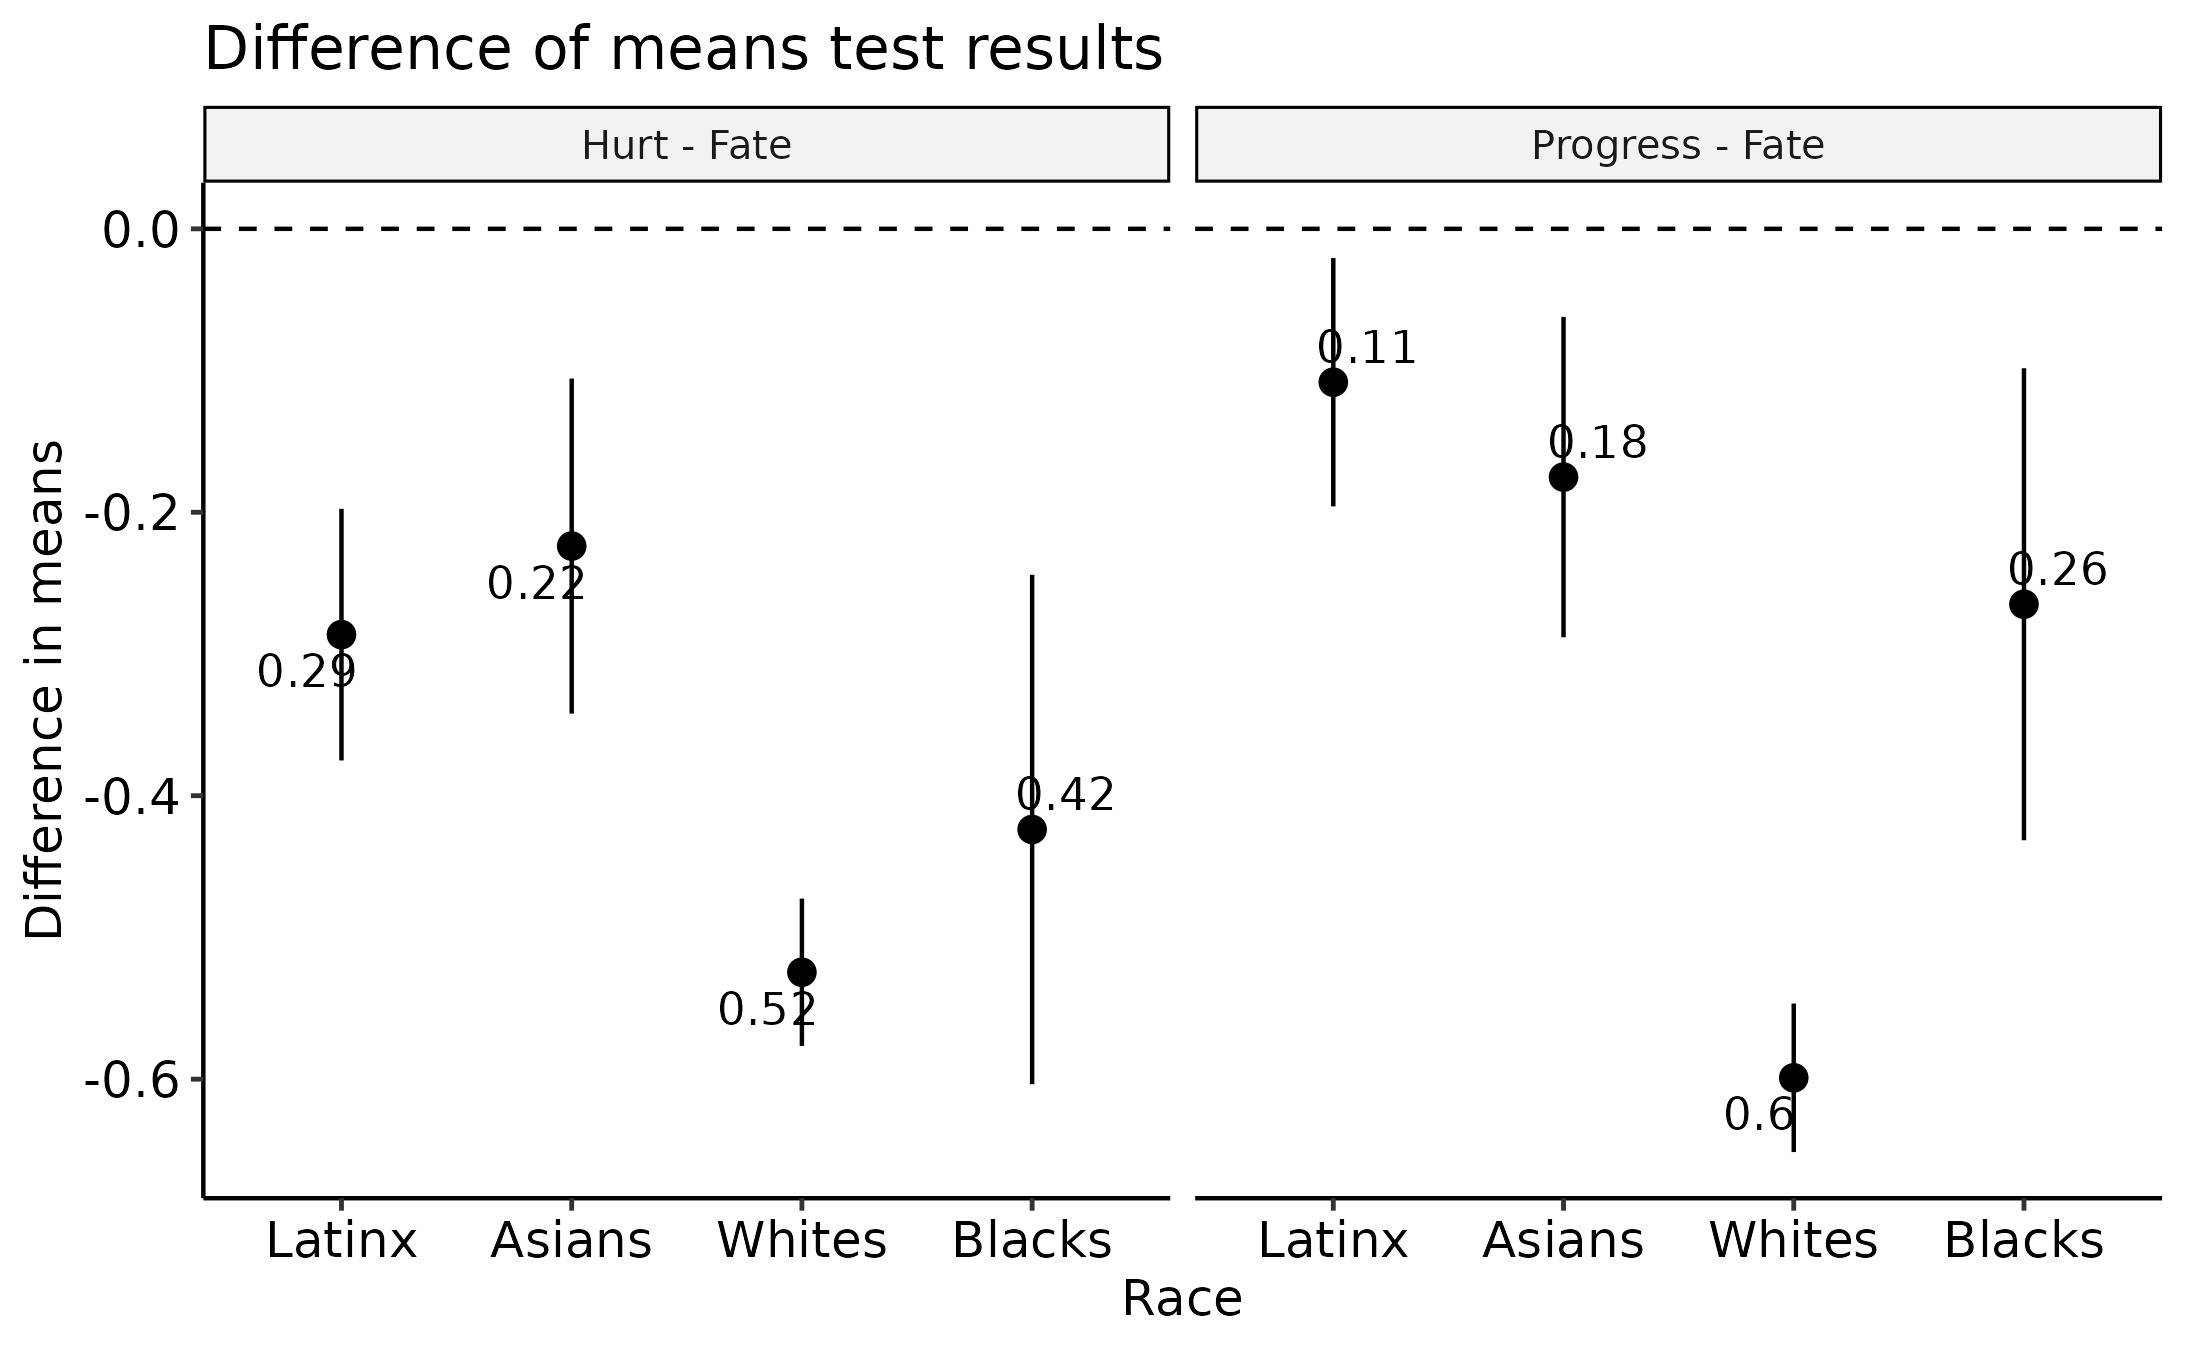 Difference of means test results
Hurt - Fate
Progress - Fate
Difference in means
0.0
-0.2
-0.4
-0.6
0.29
0.22
0.52
0.42
0.11
0.18
0.6
0.26
Latinx Asians Whites Blacks
Latinx Asians Whites Blacks
Race